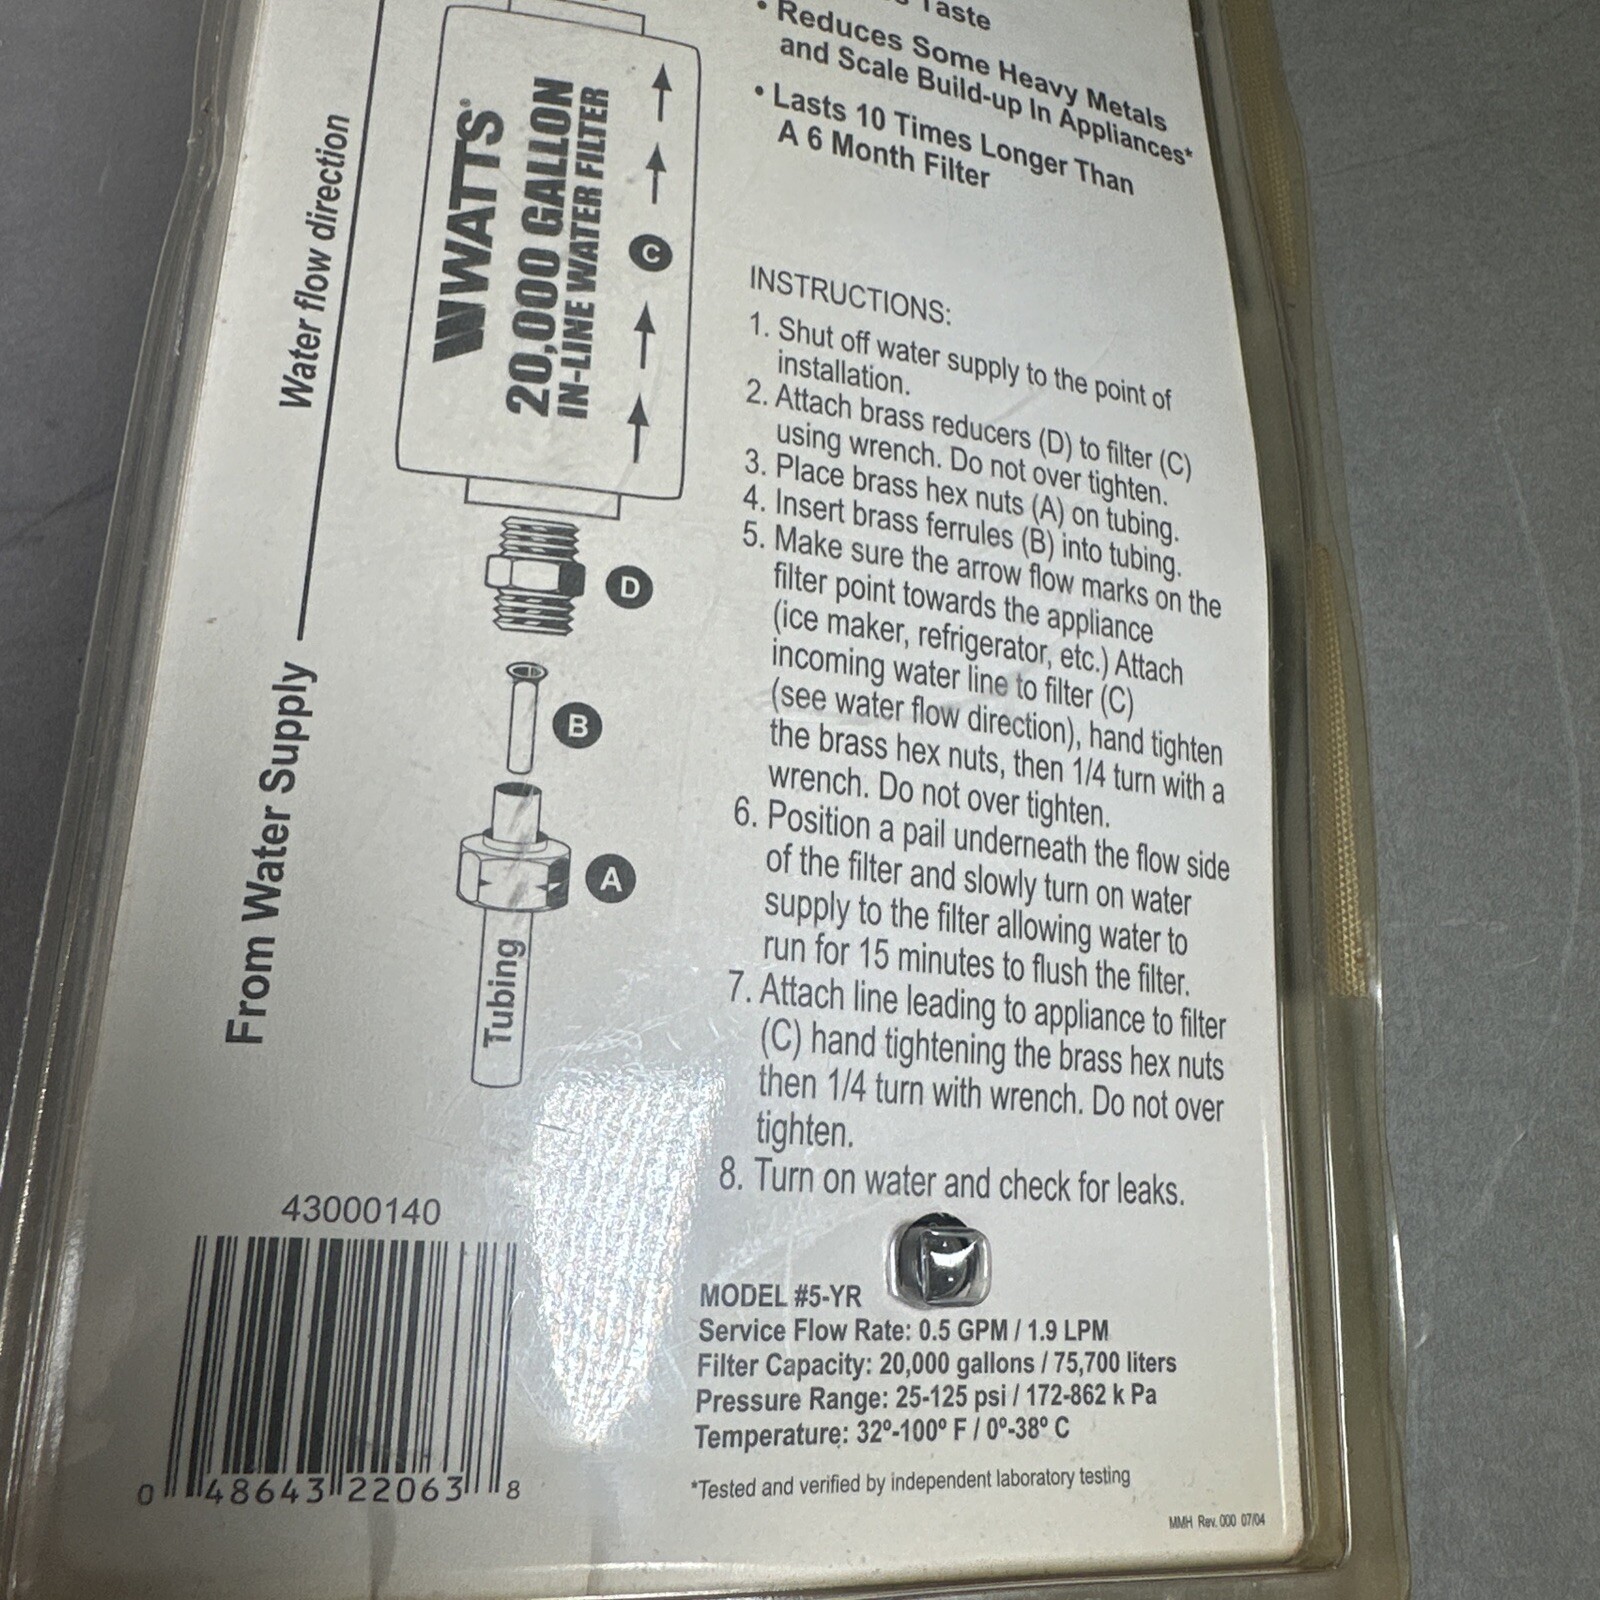 Taste
• Reduces Some Heavy Metals
and Scale Build-up In Appliances*
• Lasts 10 Times Longer Than
A 6 Month Filter
Water flow direction
From Water Supply
WATTS®
20,000 GALLON
IN-LINE WATER FILTER
C
D
B
A
Tubing
INSTRUCTIONS:
1. Shut off water supply to the point of
installation.
2. Attach brass reducers (D) to filter (C)
using wrench. Do not over tighten.
3. Place brass hex nuts (A) on tubing.
4. Insert brass ferrules (B) into tubing.
5. Make sure the arrow flow marks on the
filter point towards the appliance
(ice maker, refrigerator, etc.) Attach
incoming water line to filter (C)
(see water flow direction), hand tighten
the brass hex nuts, then 1/4 turn with a
wrench. Do not over tighten.
6. Position a pail underneath the flow side
of the filter and slowly turn on water
supply to the filter allowing water to
run for 15 minutes to flush the filter.
7. Attach line leading to appliance to filter
(C) hand tightening the brass hex nuts
then 1/4 turn with wrench. Do not over
tighten.
8. Turn on water and check for leaks.
43000140
0 48643 22063 8
MODEL #5-YR
Service Flow Rate: 0.5 GPM / 1.9 LPM
Filter Capacity: 20,000 gallons / 75,700 liters
Pressure Range: 25-125 psi / 172-862 k Pa
Temperature: 32º-100º F / 0º-38º C
*Tested and verified by independent laboratory testing
MMH Rev. 000 07/04